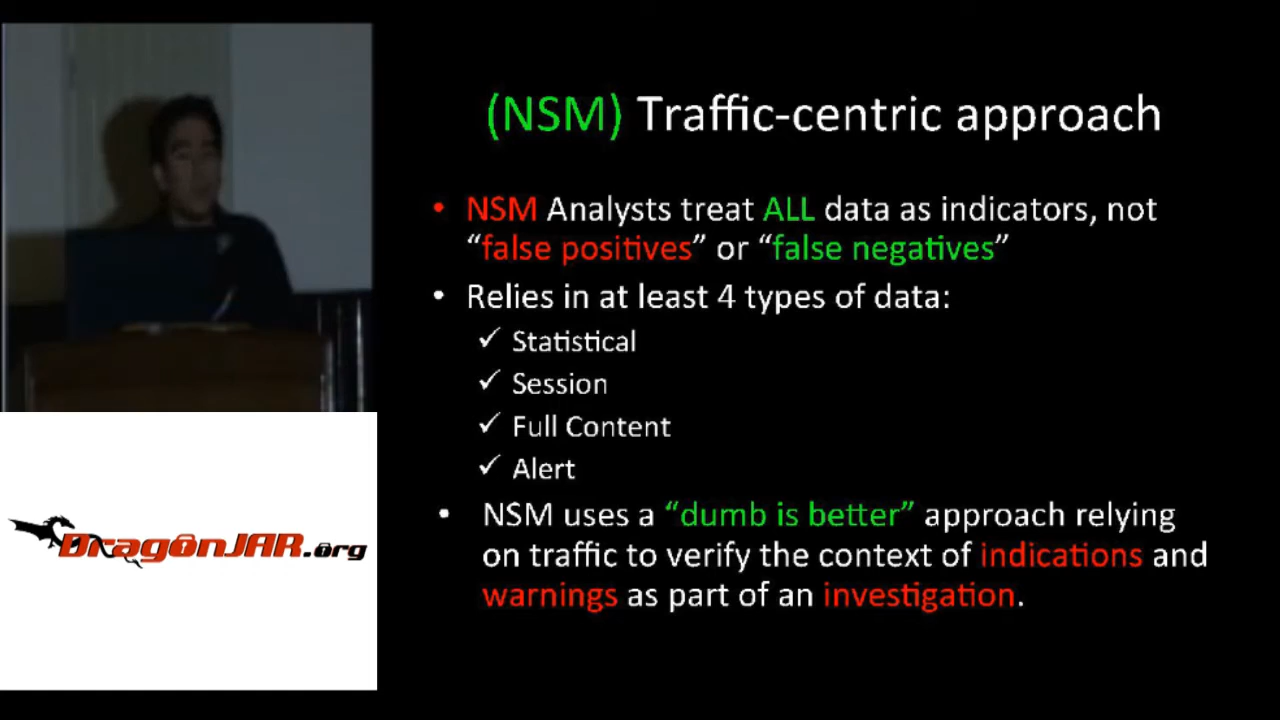 (NSM) Traffic-centric approach
• NSM Analysts treat ALL data as indicators, not
“false positives” or “false negatives”
• Relies in at least 4 types of data:
✓ Statistical
✓ Session
✓ Full Content
✓ Alert
• NSM uses a “dumb is better” approach relying
on traffic to verify the context of indications and
warnings as part of an investigation.
DragonJAR.org